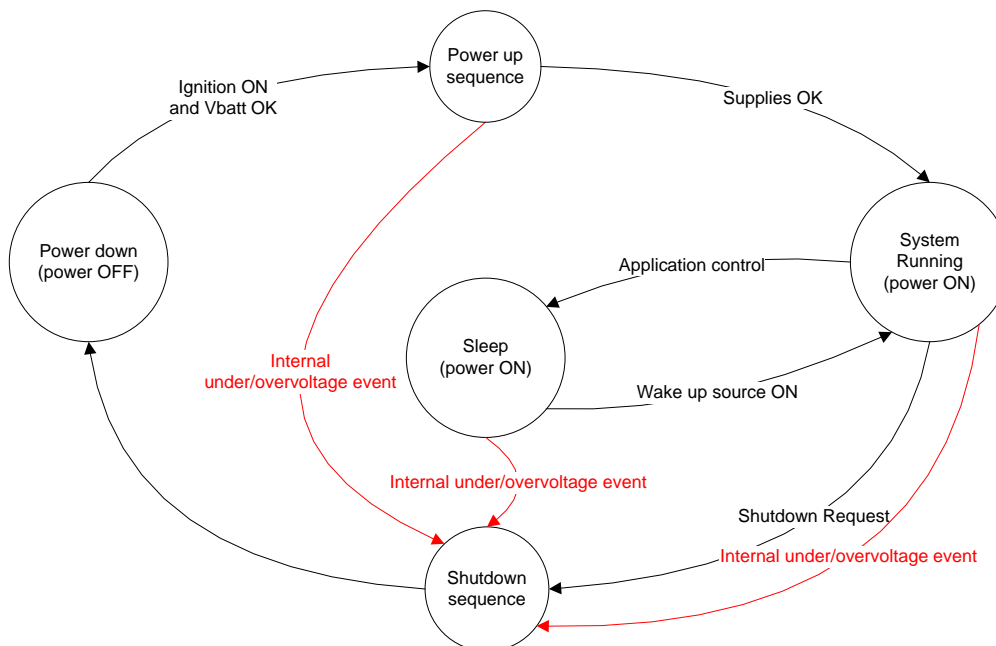 Power up
sequence
Ignition ON
and Vbatt OK
Supplies OK
Power down
(power OFF)
System
Running
(power ON)
Application control
Sleep
(power ON)
Internal
under/overvoltage event
Wake up source ON
Internal under/overvoltage event
Shutdown Request
Internal under/overvoltage event
Shutdown
sequence